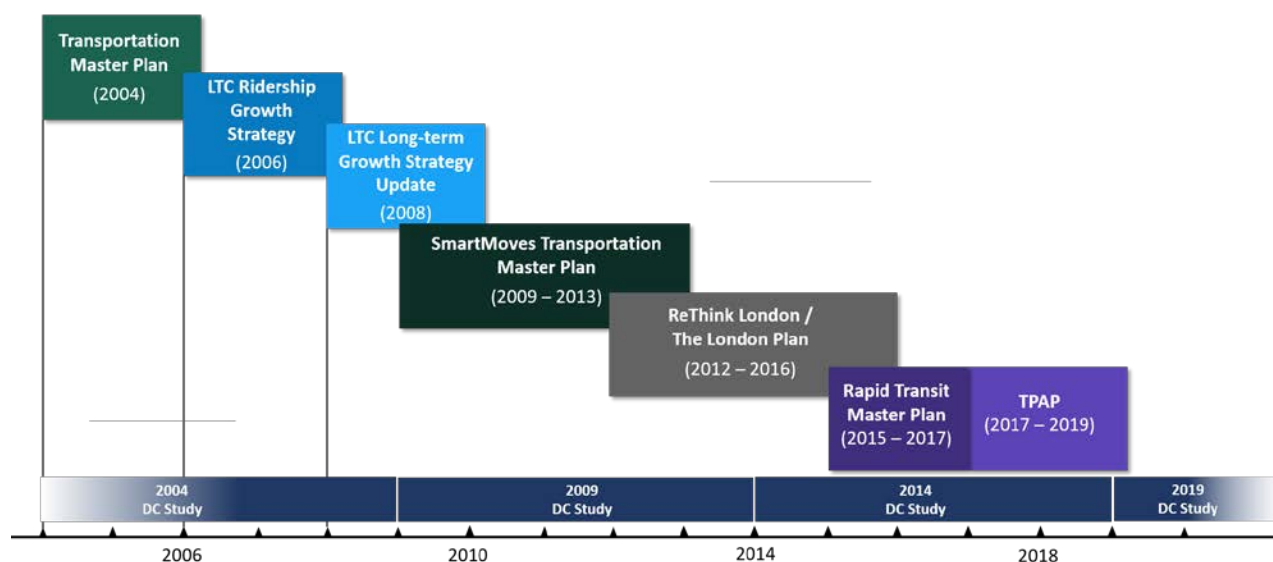 Transportation
Master Plan
(2004)
LTC Ridership
Growth
Strategy
(2006)
LTC Long-term
Growth Strategy
Update
(2008)
SmartMoves Transportation
Master Plan
(2009 – 2013)
ReThink London /
The London Plan
(2012 – 2016)
Rapid Transit
Master Plan
(2015 – 2017)
TPAP
(2017 – 2019)
2004
DC Study
2009
DC Study
2014
DC Study
2019
DC Study
2006
2010
2014
2018